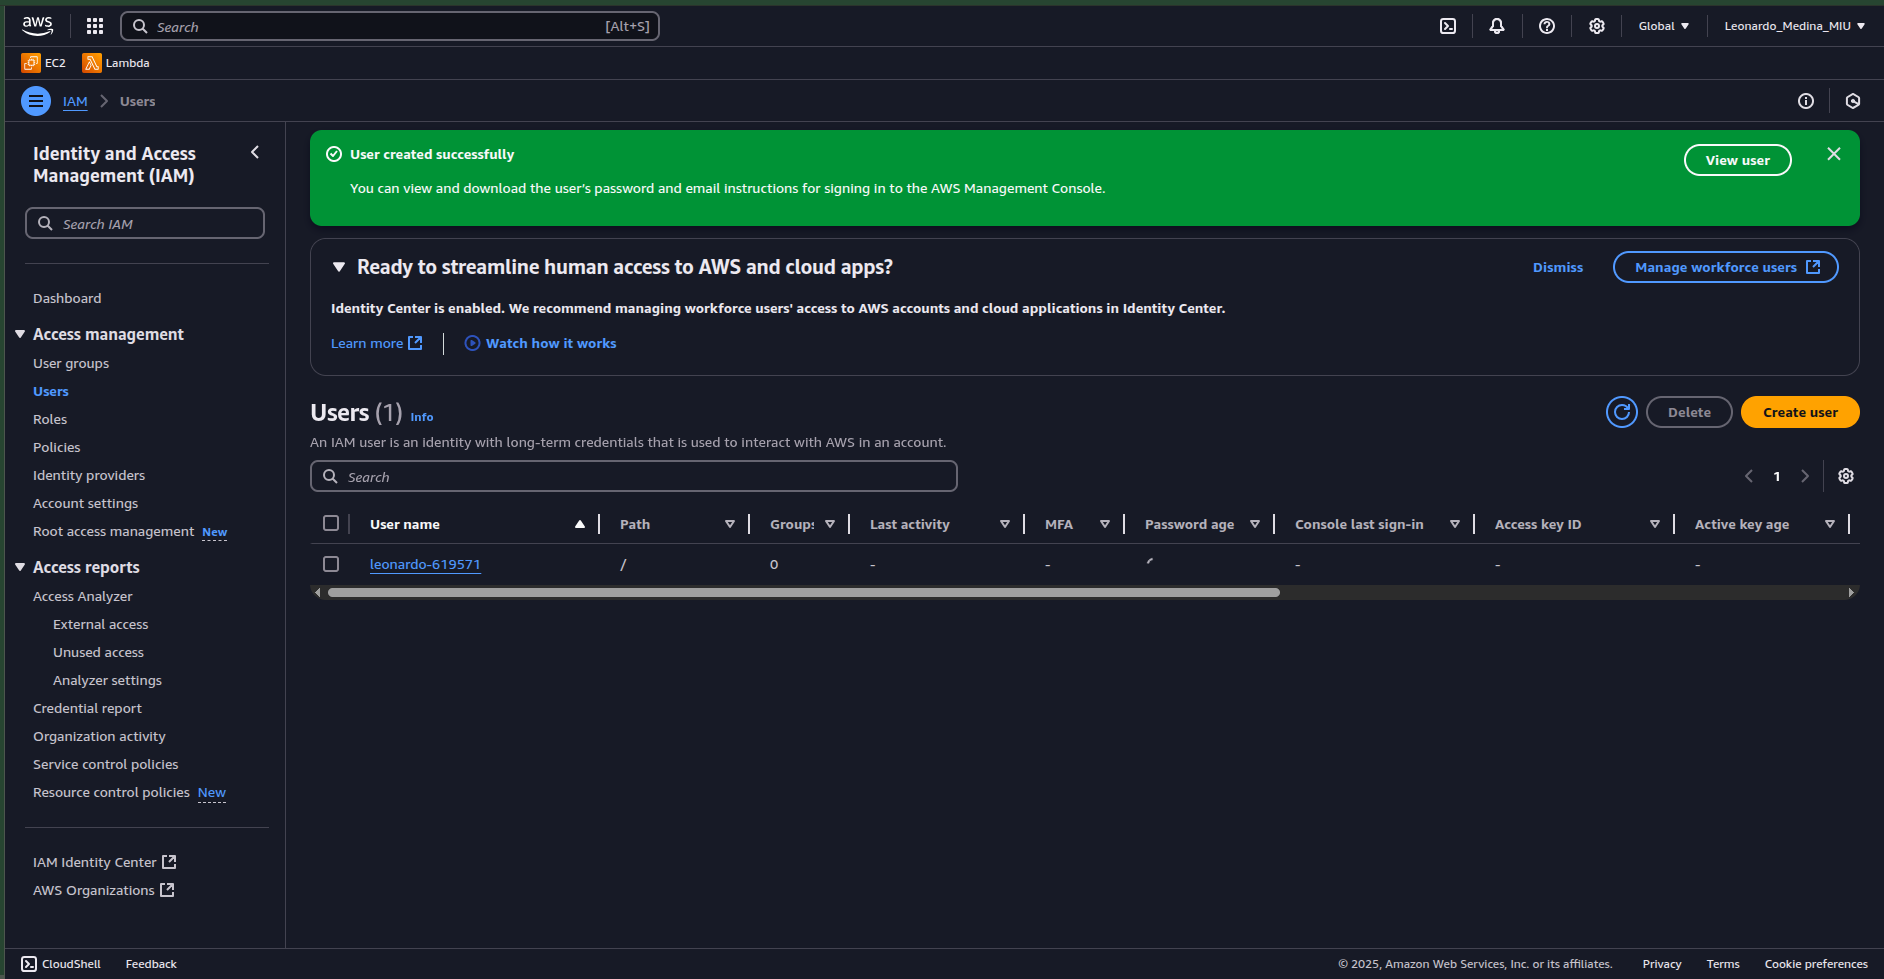 aws
Search
[Alt+S]
Global
Leonardo_Medina_MIU
EC2
Lambda
IAM
Users
Identity and Access
Management (IAM)
Search IAM
Dashboard
Access management
User groups
Users
Roles
Policies
Identity providers
Account settings
Root access management New
Access reports
Access Analyzer
External access
Unused access
Analyzer settings
Credential report
Organization activity
Service control policies
Resource control policies New
IAM Identity Center
AWS Organizations
User created successfully
View user
You can view and download the user's password and email instructions for signing in to the AWS Management Console.
Ready to streamline human access to AWS and cloud apps?
Dismiss
Manage workforce users
Identity Center is enabled. We recommend managing workforce users' access to AWS accounts and cloud applications in Identity Center.
Learn more
Watch how it works
Users (1) Info
Delete
Create user
An IAM user is an identity with long-term credentials that is used to interact with AWS in an account.
Search
1
User name Path Groups Last activity MFA Password age Console last sign-in Access key ID Active key age
leonardo-619571 / 0 - - - - -
CloudShell
Feedback
© 2025, Amazon Web Services, Inc. or its affiliates.
Privacy
Terms
Cookie preferences